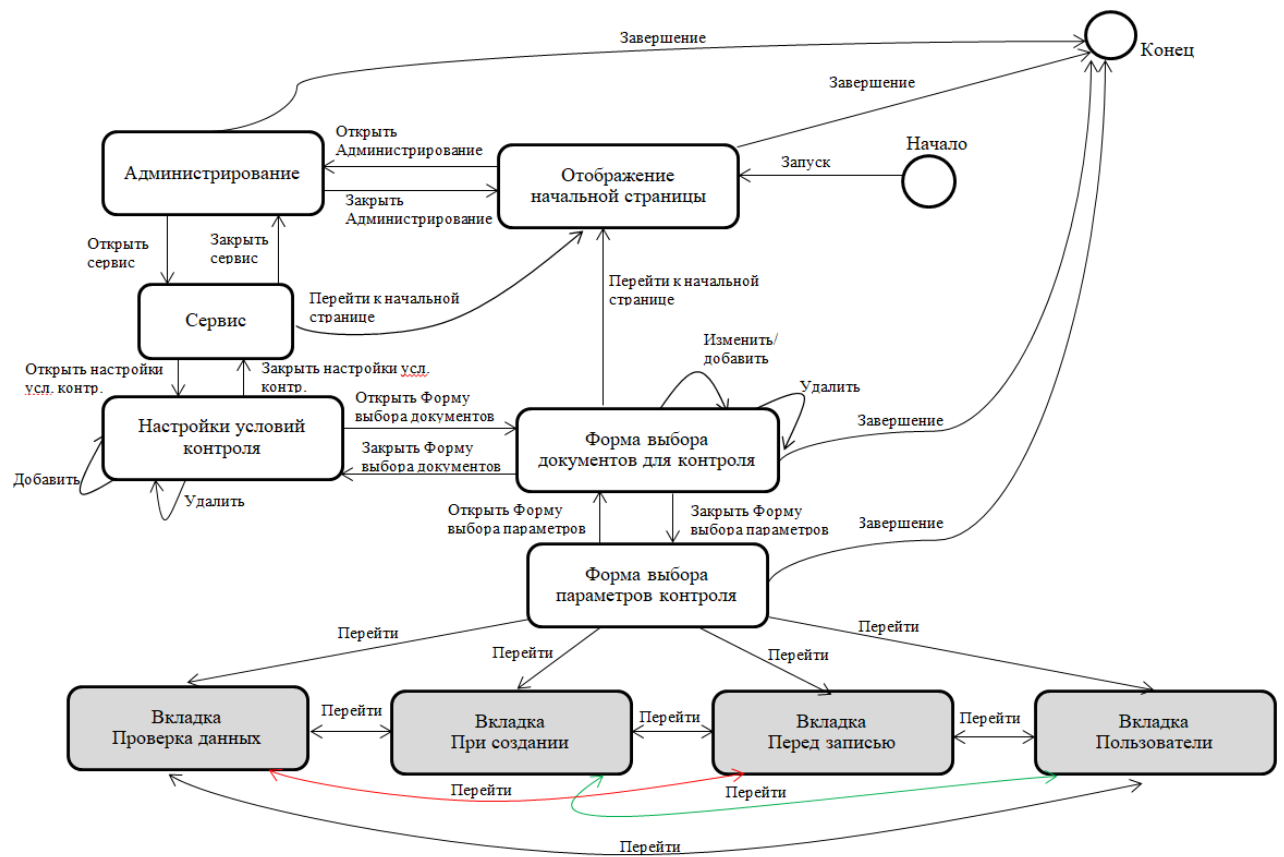 Завершение
Конец
Завершение
Открыть
Администрирование
Начало
Администрирование
Отображение
начальной страницы
Запуск
Закрыть
Администрирование
Открыть
сервис
Закрыть
сервис
Перейти к начальной
странице
Перейти к начальной
странице
Сервис
Изменить/
добавить
Удалить
Открыть настройки
усл. контр.
Закрыть настройки усл.
контр.
Открыть Форму
выбора документов
Настройки условий
контроля
Форма выбора
документов для контроля
Завершение
Закрыть Форму
выбора документов
Добавить
Удалить
Открыть Форму
выбора параметров
Закрыть Форму
выбора параметров
Завершение
Форма выбора
параметров контроля
Перейти
Перейти
Перейти
Перейти
Вкладка
Проверка данных
Перейти
Вкладка
При создании
Перейти
Вкладка
Перед записью
Перейти
Вкладка
Пользователи
Перейти
Перейти
Перейти